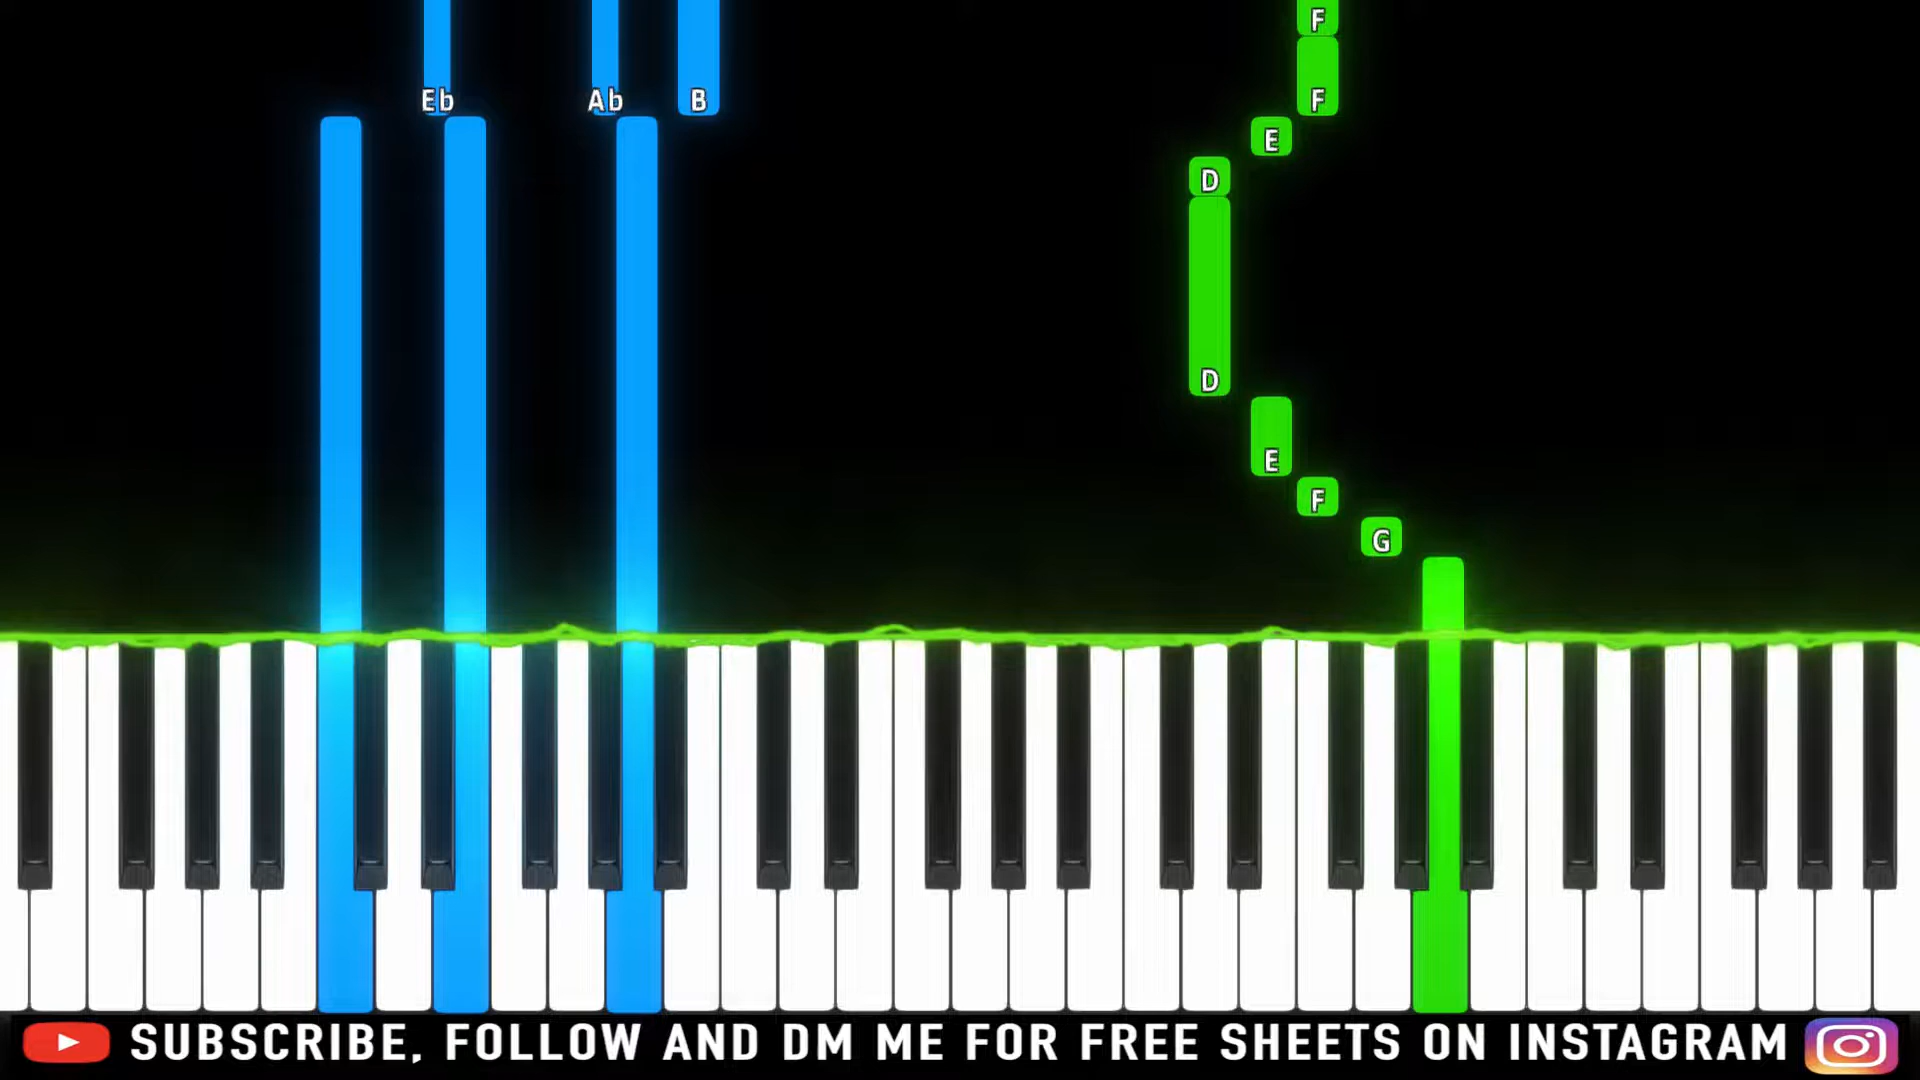 F
Eb Ab B F
E
D
D
E
F
G
SUBSCRIBE, FOLLOW AND DM ME FOR FREE SHEETS ON INSTAGRAM